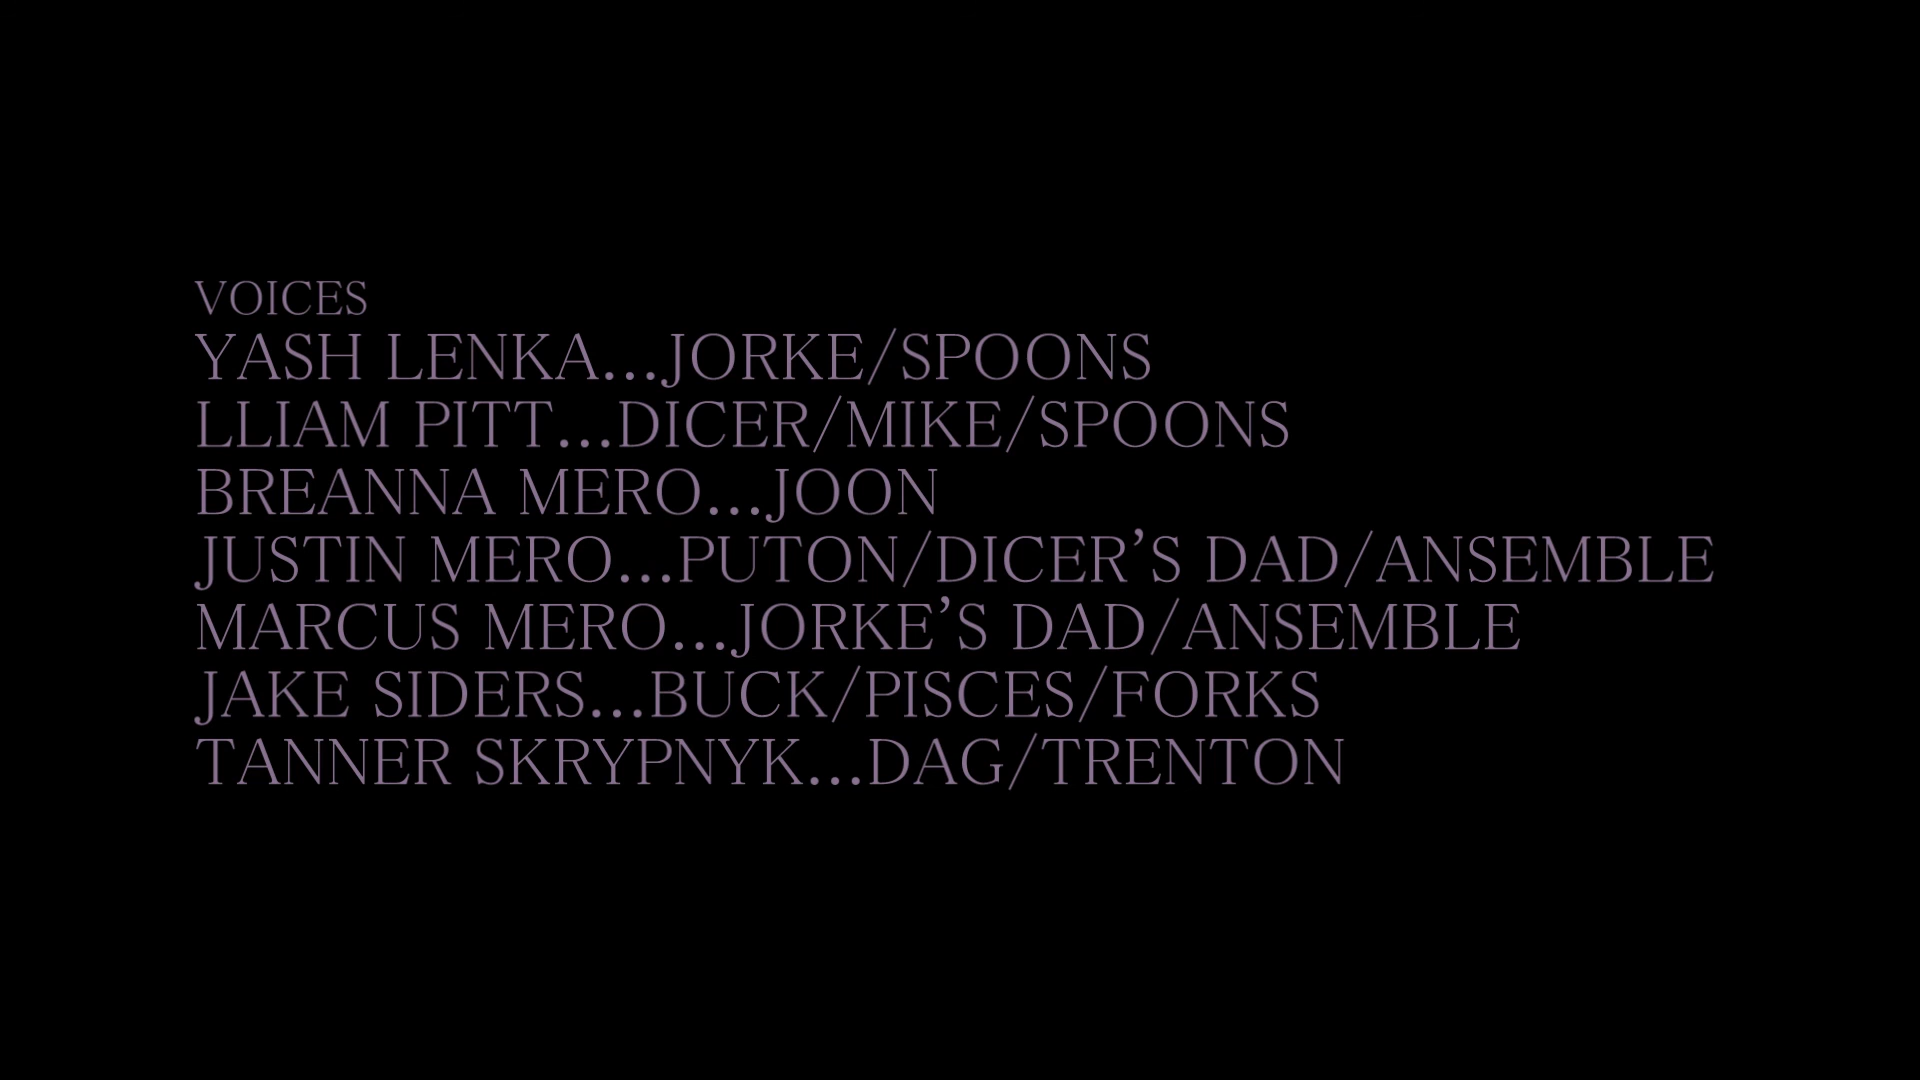 VOICES
YASH LENKA...JORKE/SPOONS
LLIAM PITT...DICER/MIKE/SPOONS
BREANNA MERO...JOON
JUSTIN MERO...PUTON/DICER’S DAD/ANSEMBLE
MARCUS MERO...JORKE’S DAD/ANSEMBLE
JAKE SIDERS...BUCK/PISCES/FORKS
TANNER SKRYPNYK...DAG/TRENTON